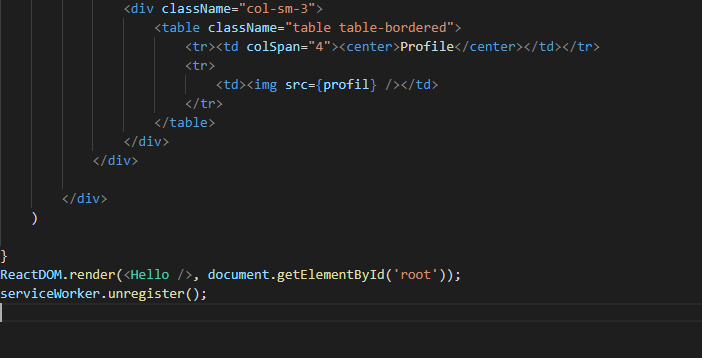 <div className="col-sm-3">
<table className="table table-bordered">
<tr><td colSpan="4"><center>Profile</center></td></tr>
<tr>
<td><img src={profil} /></td>
</tr>
</table>
</div>
</div>
</div>
)
}
ReactDOM.render(<Hello />, document.getElementById('root'));
serviceWorker.unregister();